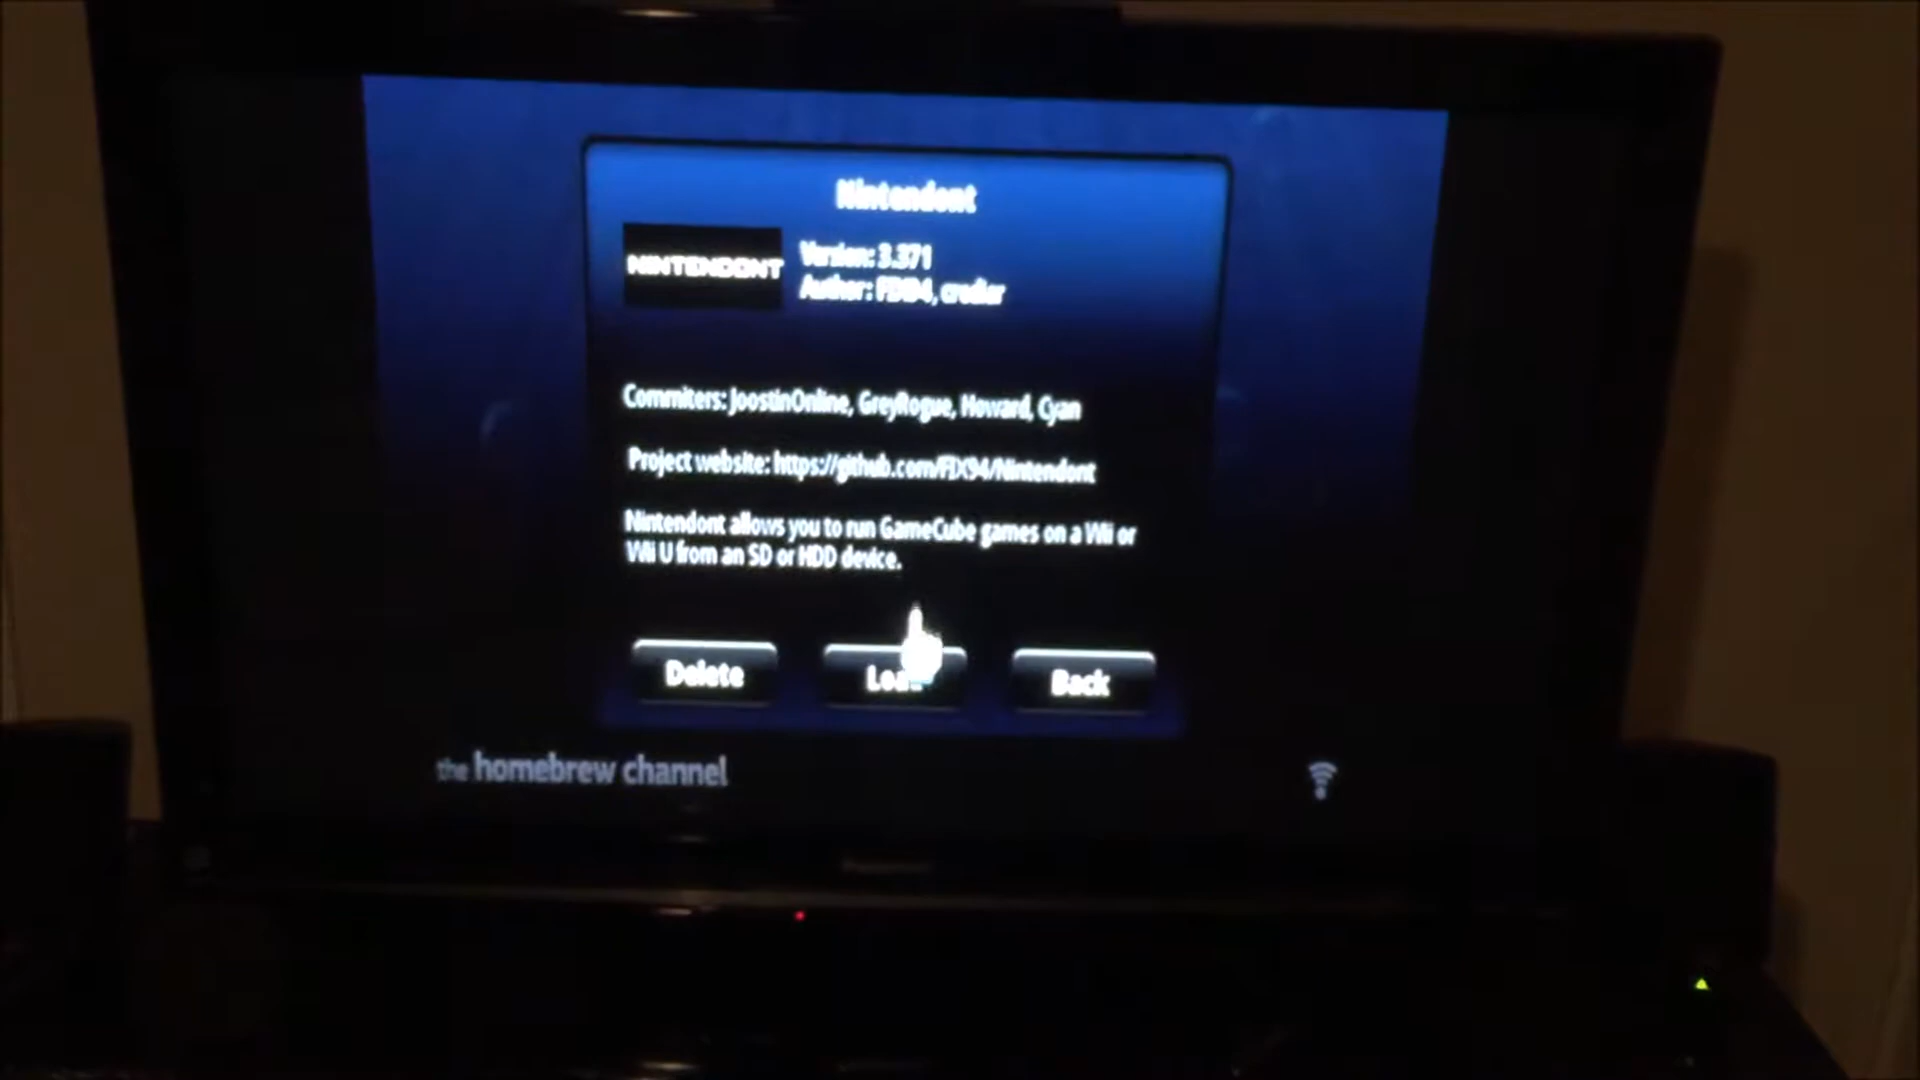 Nintendont
NINTENDONT
Version: 3.371
Author: FIX94, crediar
Commiters: JoostinOnline, GreyRogue, Howard, Cyan
Project website: https://github.com/FIX94/Nintendont
Nintendont allows you to run GameCube games on a Wii or
Wii U from an SD or HDD device.
Delete
Load
Back
the homebrew channel